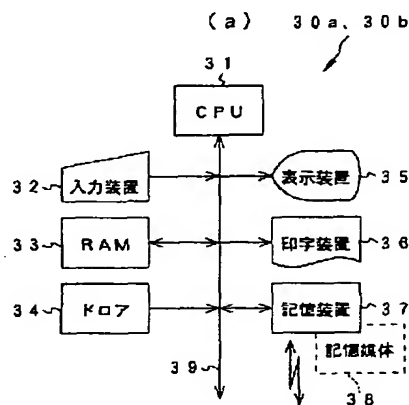 (a) 30a、30b
31
CPU
32 入力装置 表示装置 35
33 RAM 印字装置 36
34 ドロア 記憶装置 37
記憶媒体
39 38